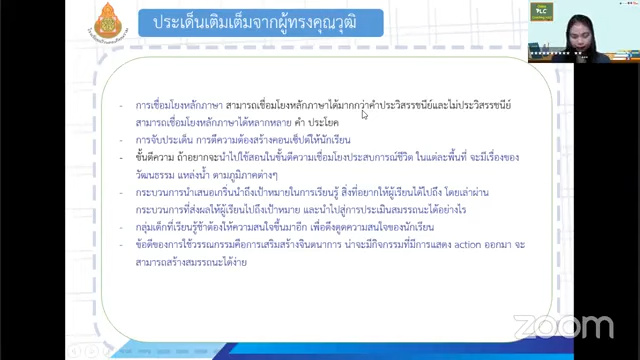 ประเด็นเติมเต็มจากผู้ทรงคุณวุฒิ
- การเชื่อมโยงหลักภาษา สามารถเชื่อมโยงหลักภาษาได้มากกว่าคำประวิสรรชนีย์และไม่ประวิสรรชนีย์
สามารถเชื่อมโยงหลักภาษาได้หลากหลาย คำ ประโยค
- การจับประเด็น การตีความต้องสร้างคอนเซ็ปต์ให้นักเรียน
- ขั้นตีความ ถ้าอยากจะนำไปใช้สอนในขั้นตีความเชื่อมโยงประสบการณ์ชีวิต ในแต่ละพื้นที่ จะมีเรื่องของ
วัฒนธรรม แหล่งน้ำ ตามภูมิภาคต่างๆ
- กระบวนการนำเสนอเกริ่นนำถึงเป้าหมายในการเรียนรู้ สิ่งที่อยากให้ผู้เรียนได้ไปถึง โดยเล่าผ่าน
กระบวนการที่ส่งผลให้ผู้เรียนไปถึงเป้าหมาย และนำไปสู่การประเมินสมรรถนะได้อย่างไร
- กลุ่มเด็กที่เรียนรู้ช้าต้องให้ความสนใจขึ้นมาอีก เพื่อดึงดูดความสนใจของนักเรียน
- ข้อดีของการใช้วรรณกรรมคือการเสริมสร้างจินตนาการ น่าจะมีกิจกรรมที่มีการแสดง action ออกมา จะ
สามารถสร้างสมรรถนะได้ง่าย
PLC
zoom